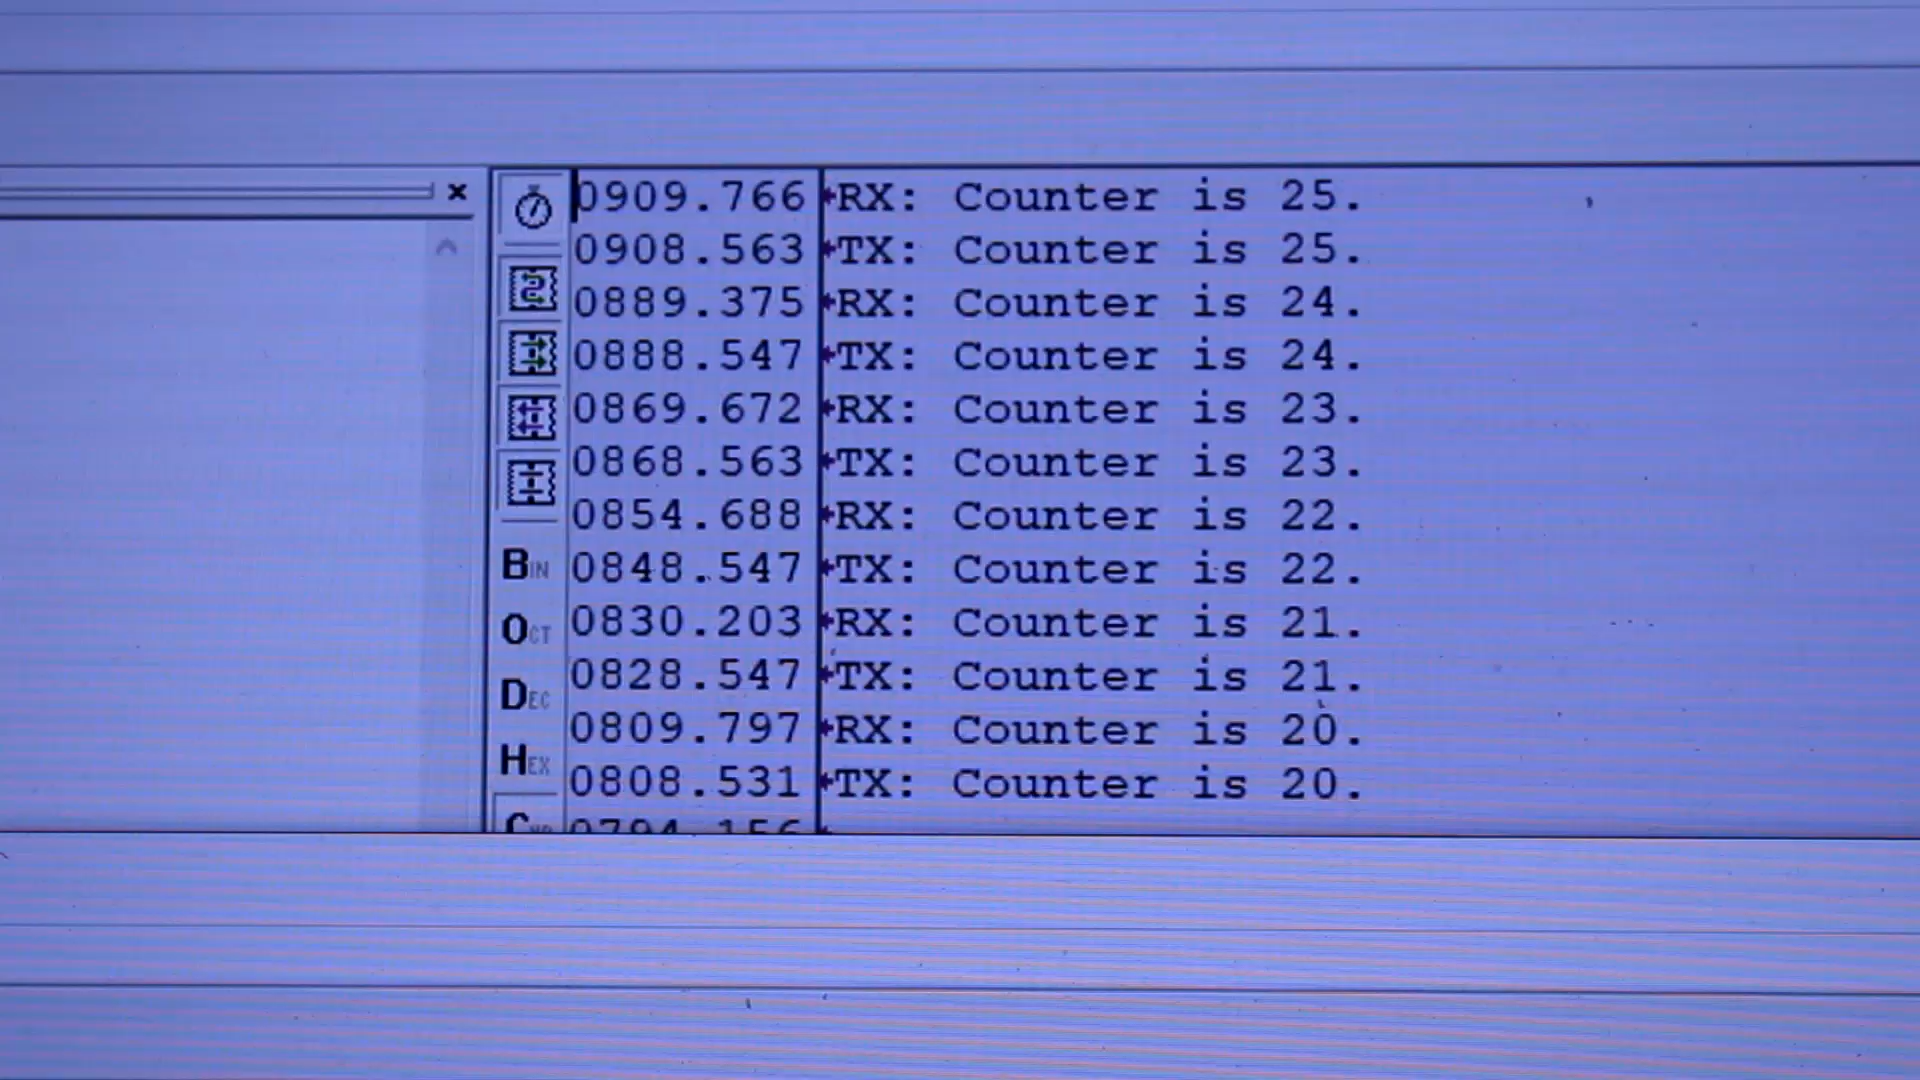 0909.766 RX: Counter is 25.
0908.563 TX: Counter is 25.
0889.375 RX: Counter is 24.
0888.547 TX: Counter is 24.
0869.672 RX: Counter is 23.
0868.563 TX: Counter is 23.
0854.688 RX: Counter is 22.
0848.547 TX: Counter is 22.
0830.203 RX: Counter is 21.
0828.547 TX: Counter is 21.
0809.797 RX: Counter is 20.
0808.531 TX: Counter is 20.
0794.156
BIN
OCT
DEC
HEX